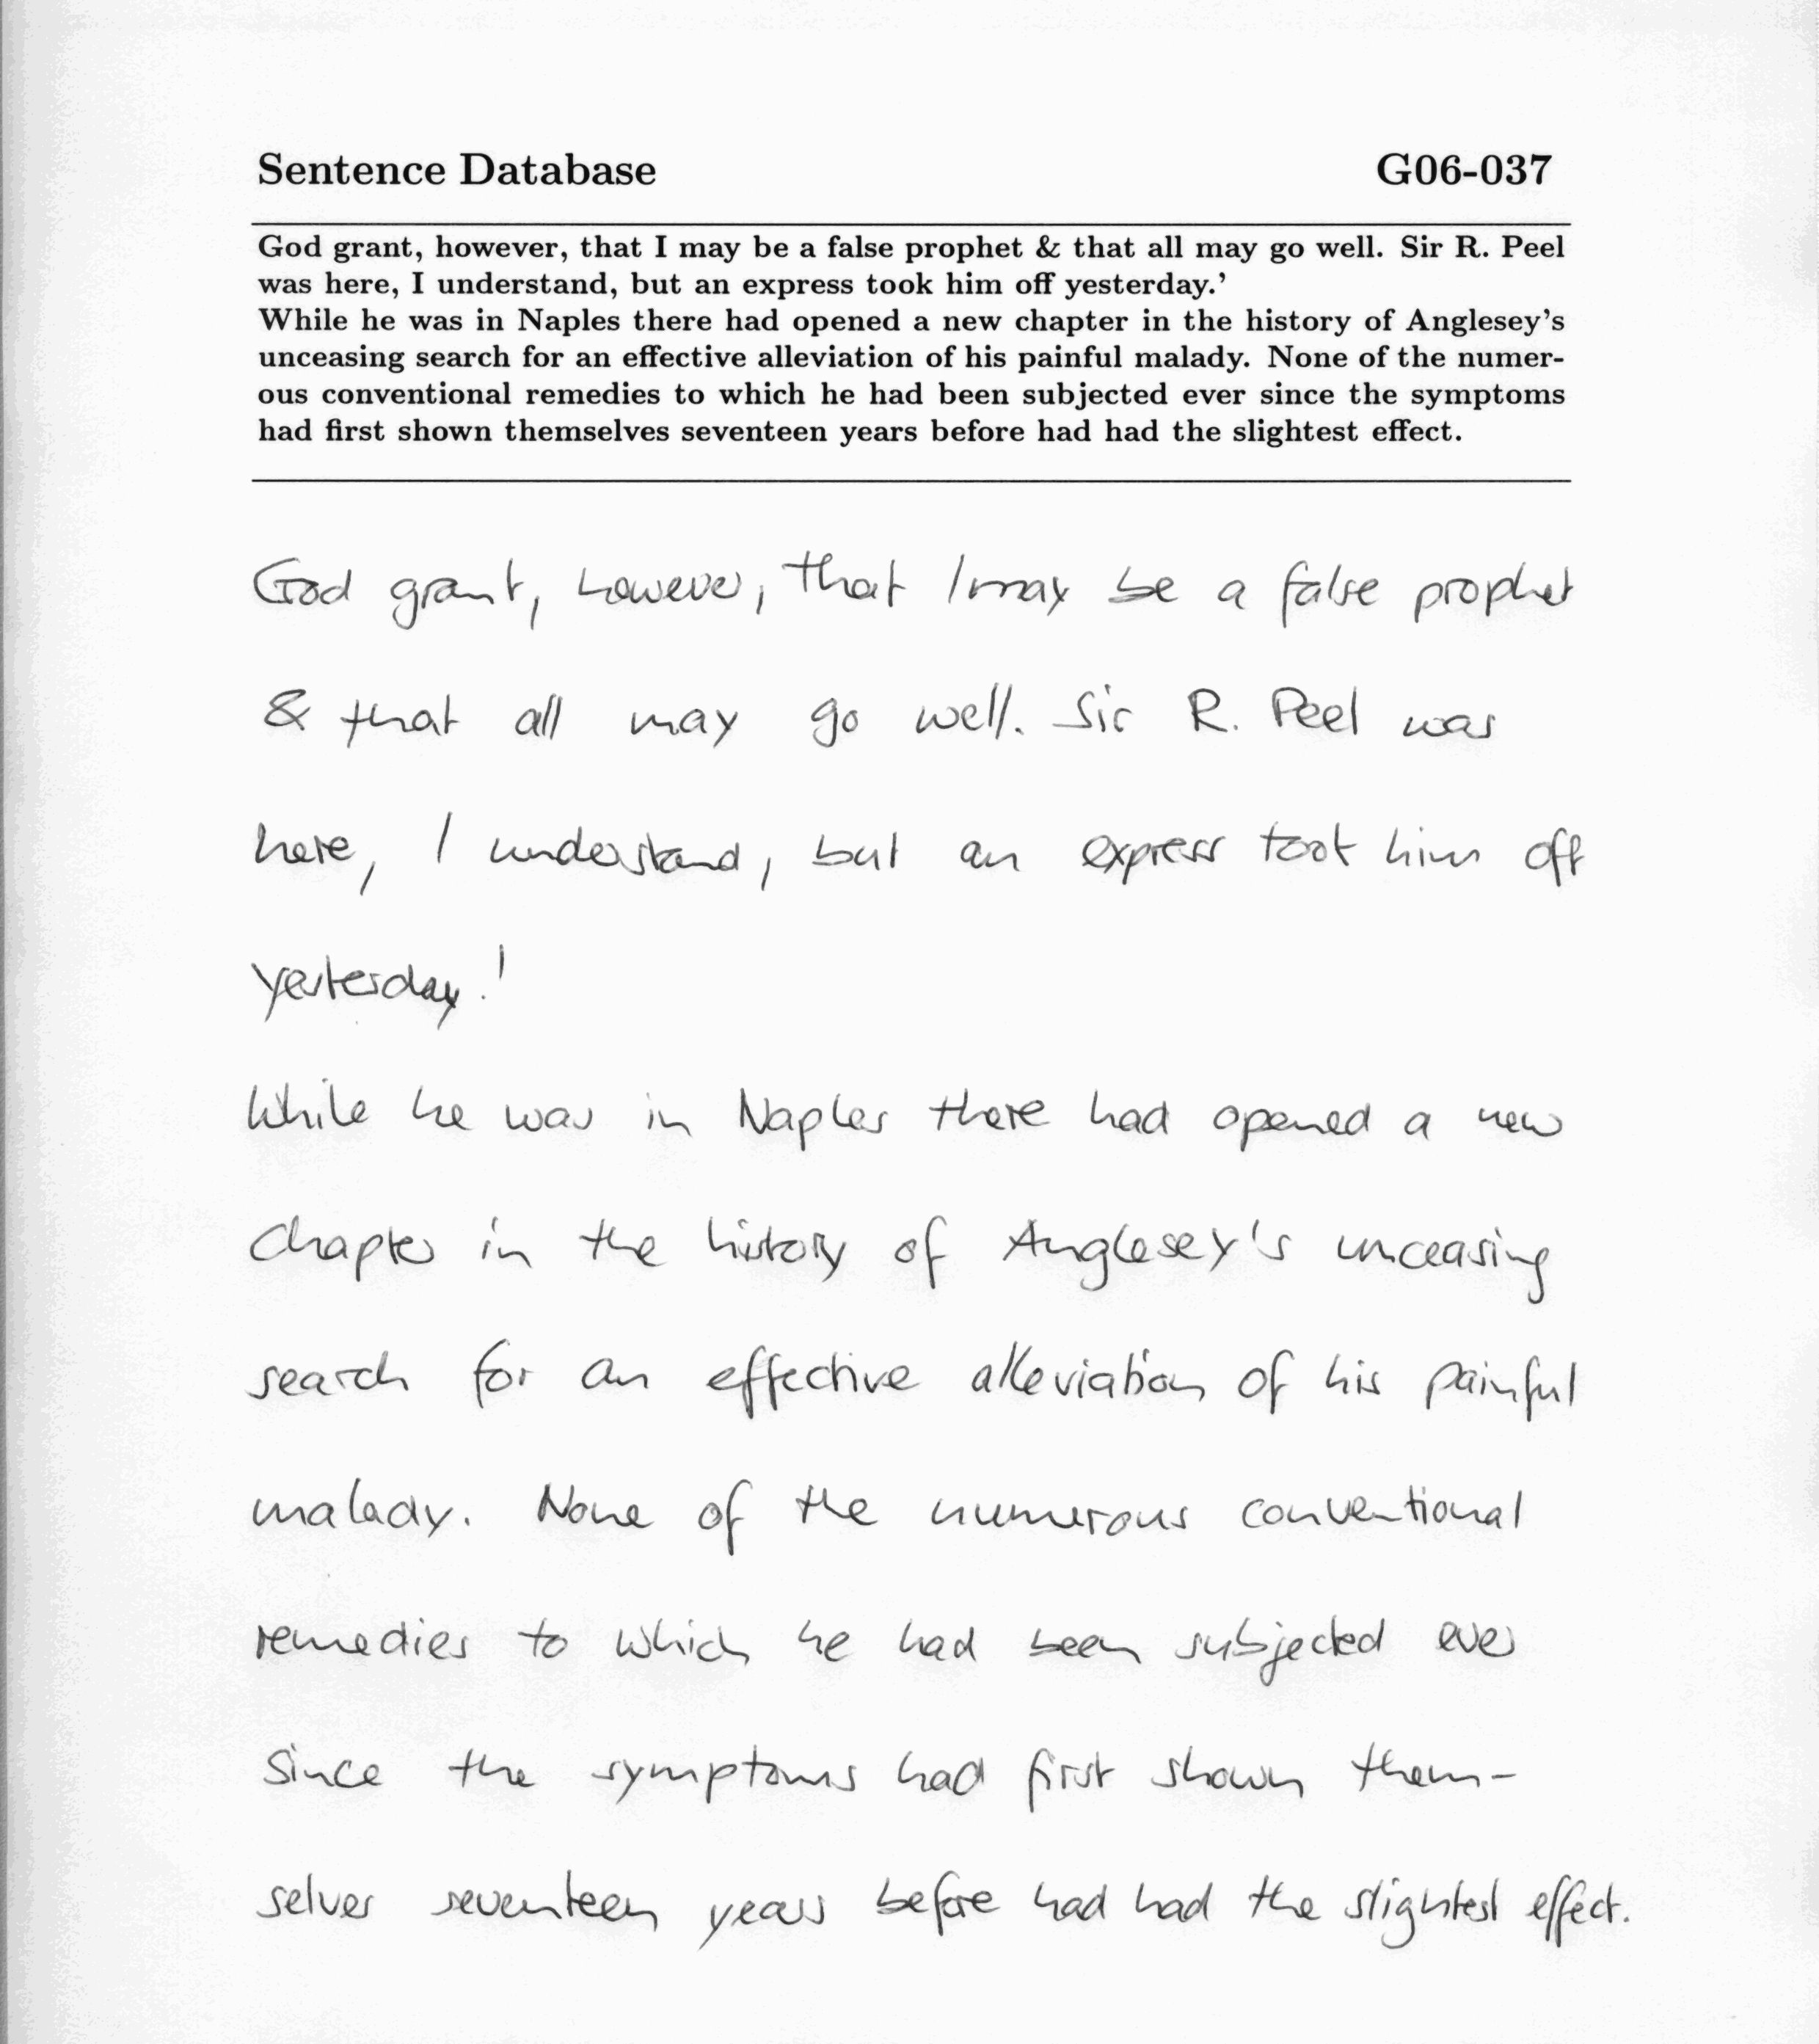 Sentence Database G06-037
God grant, however, that I may be a false prophet & that all may go well. Sir R. Peel
was here, I understand, but an express took him off yesterday.'
While he was in Naples there had opened a new chapter in the history of Anglesey's
unceasing search for an effective alleviation of his painful malady. None of the numer-
ous conventional remedies to which he had been subjected ever since the symptoms
had first shown themselves seventeen years before had had the slightest effect.
God grant, however, that I may be a false prophet
& that all may go well. Sir R. Peel was
here, I understand, but an express took him off
yesterday.'
While he was in Naples there had opened a new
chapter in the history of Anglesey's unceasing
search for an effective alleviation of his painful
malady. None of the numerous conventional
remedies to which he had been subjected ever
since the symptoms had first shown them-
selves seventeen years before had had the slightest effect.